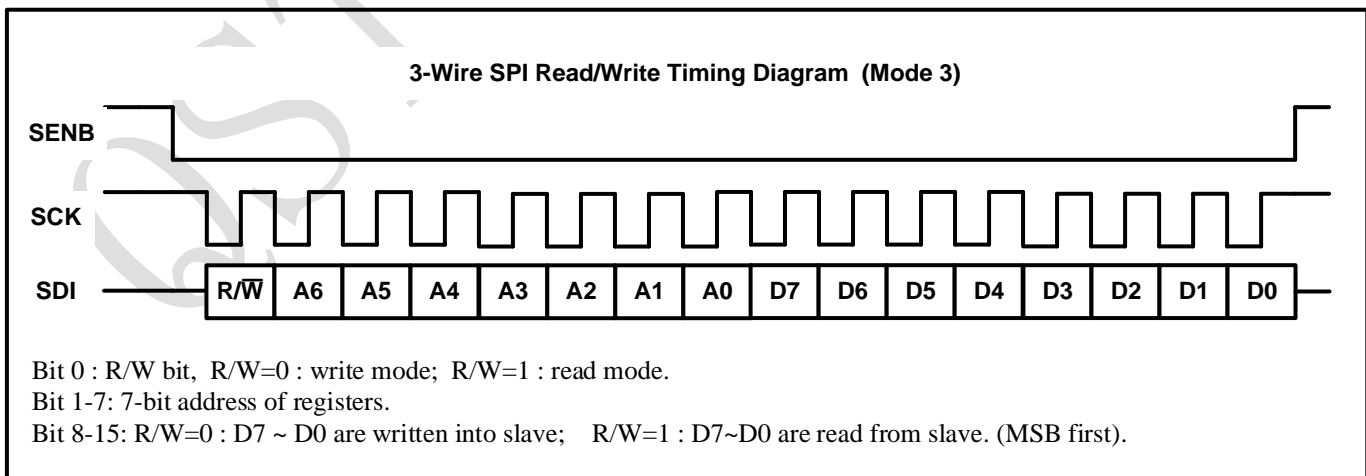 3-Wire SPI Read/Write Timing Diagram (Mode 3)
SENB
SCK
SDI R/W̅ A6 A5 A4 A3 A2 A1 A0 D7 D6 D5 D4 D3 D2 D1 D0
Bit 0 : R/W bit, R/W=0 : write mode; R/W=1 : read mode.
Bit 1-7: 7-bit address of registers.
Bit 8-15: R/W=0 : D7 ~ D0 are written into slave; R/W=1 : D7~D0 are read from slave. (MSB first).